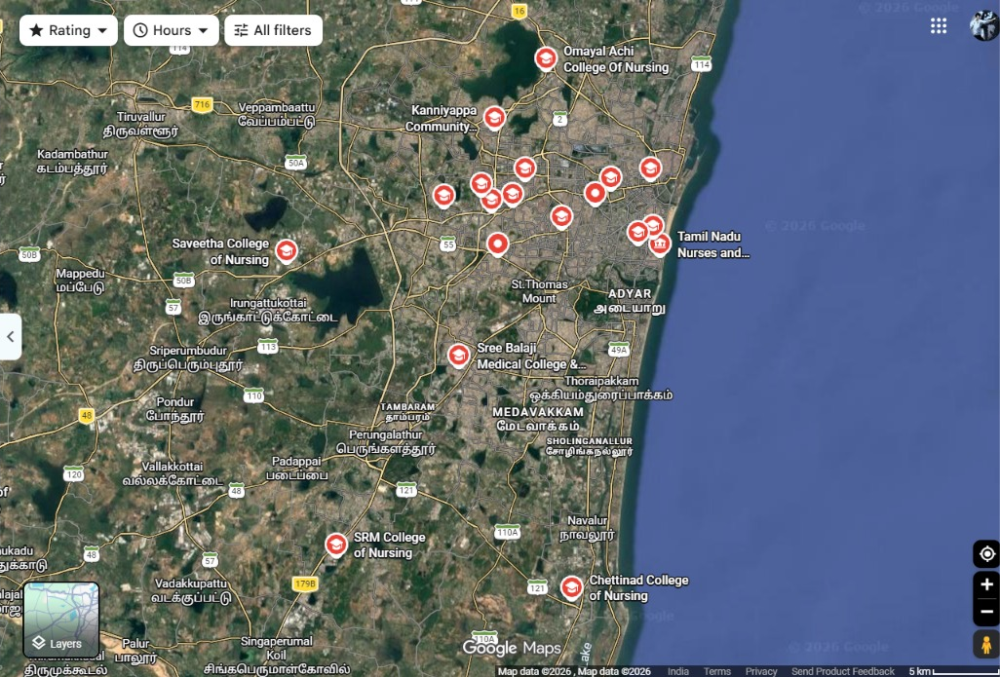 Rating
Hours
All filters
© 2026 Google
16
114
114
Omayal Achi
College Of Nursing
716
Veppambaattu
வேப்பம்பட்டு
Tiruvallur
திருவள்ளூர்
Kanniyappa
Community...
2
Kadambathur
கடம்பத்தூர்
50A
© 2026 Google
Saveetha College
of Nursing
55
Tamil Nadu
Nurses and...
50B
Mappedu
மப்பேடு
50B
St.Thomas
Mount
ADYAR
அடையாறு
57
Irungattukottai
இருங்காட்டுக்கோட்டை
113
Sriperumbudur
திருப்பெரும்புதூர்
49A
Sree Balaji
Medical College &...
Thoraipakkam
ஒக்கியம்துரைப்பாக்கம்
110
Pondur
போந்தூர்
48
TAMBARAM
தாம்பரம்
MEDAVAKKAM
மேடவாக்கம்
Perungalathur
பெருங்களத்தூர்
SHOLINGANALLUR
சோழிங்கநல்லூர்
Padappai
படைப்பை
120
Vallakkottai
வல்லக்கோட்டை
48
121
Navalur
நாவலூர்
110A
SRM College
of Nursing
48
57
Vadakkupattu
வடக்குப்பட்டு
179B
121
Chettinad College
of Nursing
Layers
Palur
பாலூர்
Singaperumal
Koil
சிங்கபெருமாள்கோவில்
110A
Google Maps
© 2026 Google
திருமுக்கூடல்
Map data ©2026 , Map data ©2026 India Terms Privacy Send Product Feedback 5 km